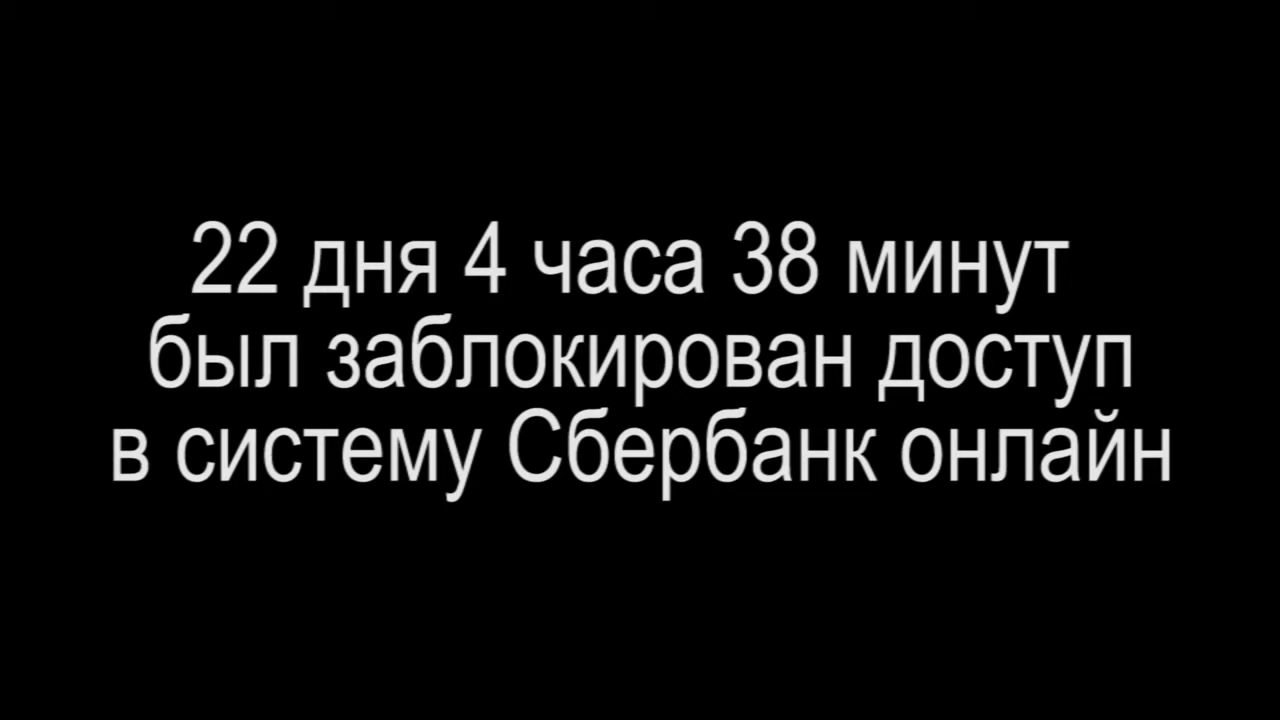 22 дня 4 часа 38 минут
был заблокирован доступ
в систему Сбербанк онлайн